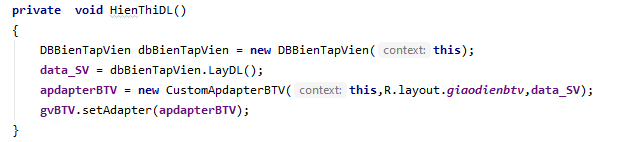 private  void HienThiDL()
{
    DBBienTapVien dbBienTapVien = new DBBienTapVien( context: this);
    data_SV = dbBienTapVien.LayDL();
    apdapterBTV = new CustomApdapterBTV( context: this,R.layout.giaodienbtv,data_SV);
    gvBTV.setAdapter(apdapterBTV);
}